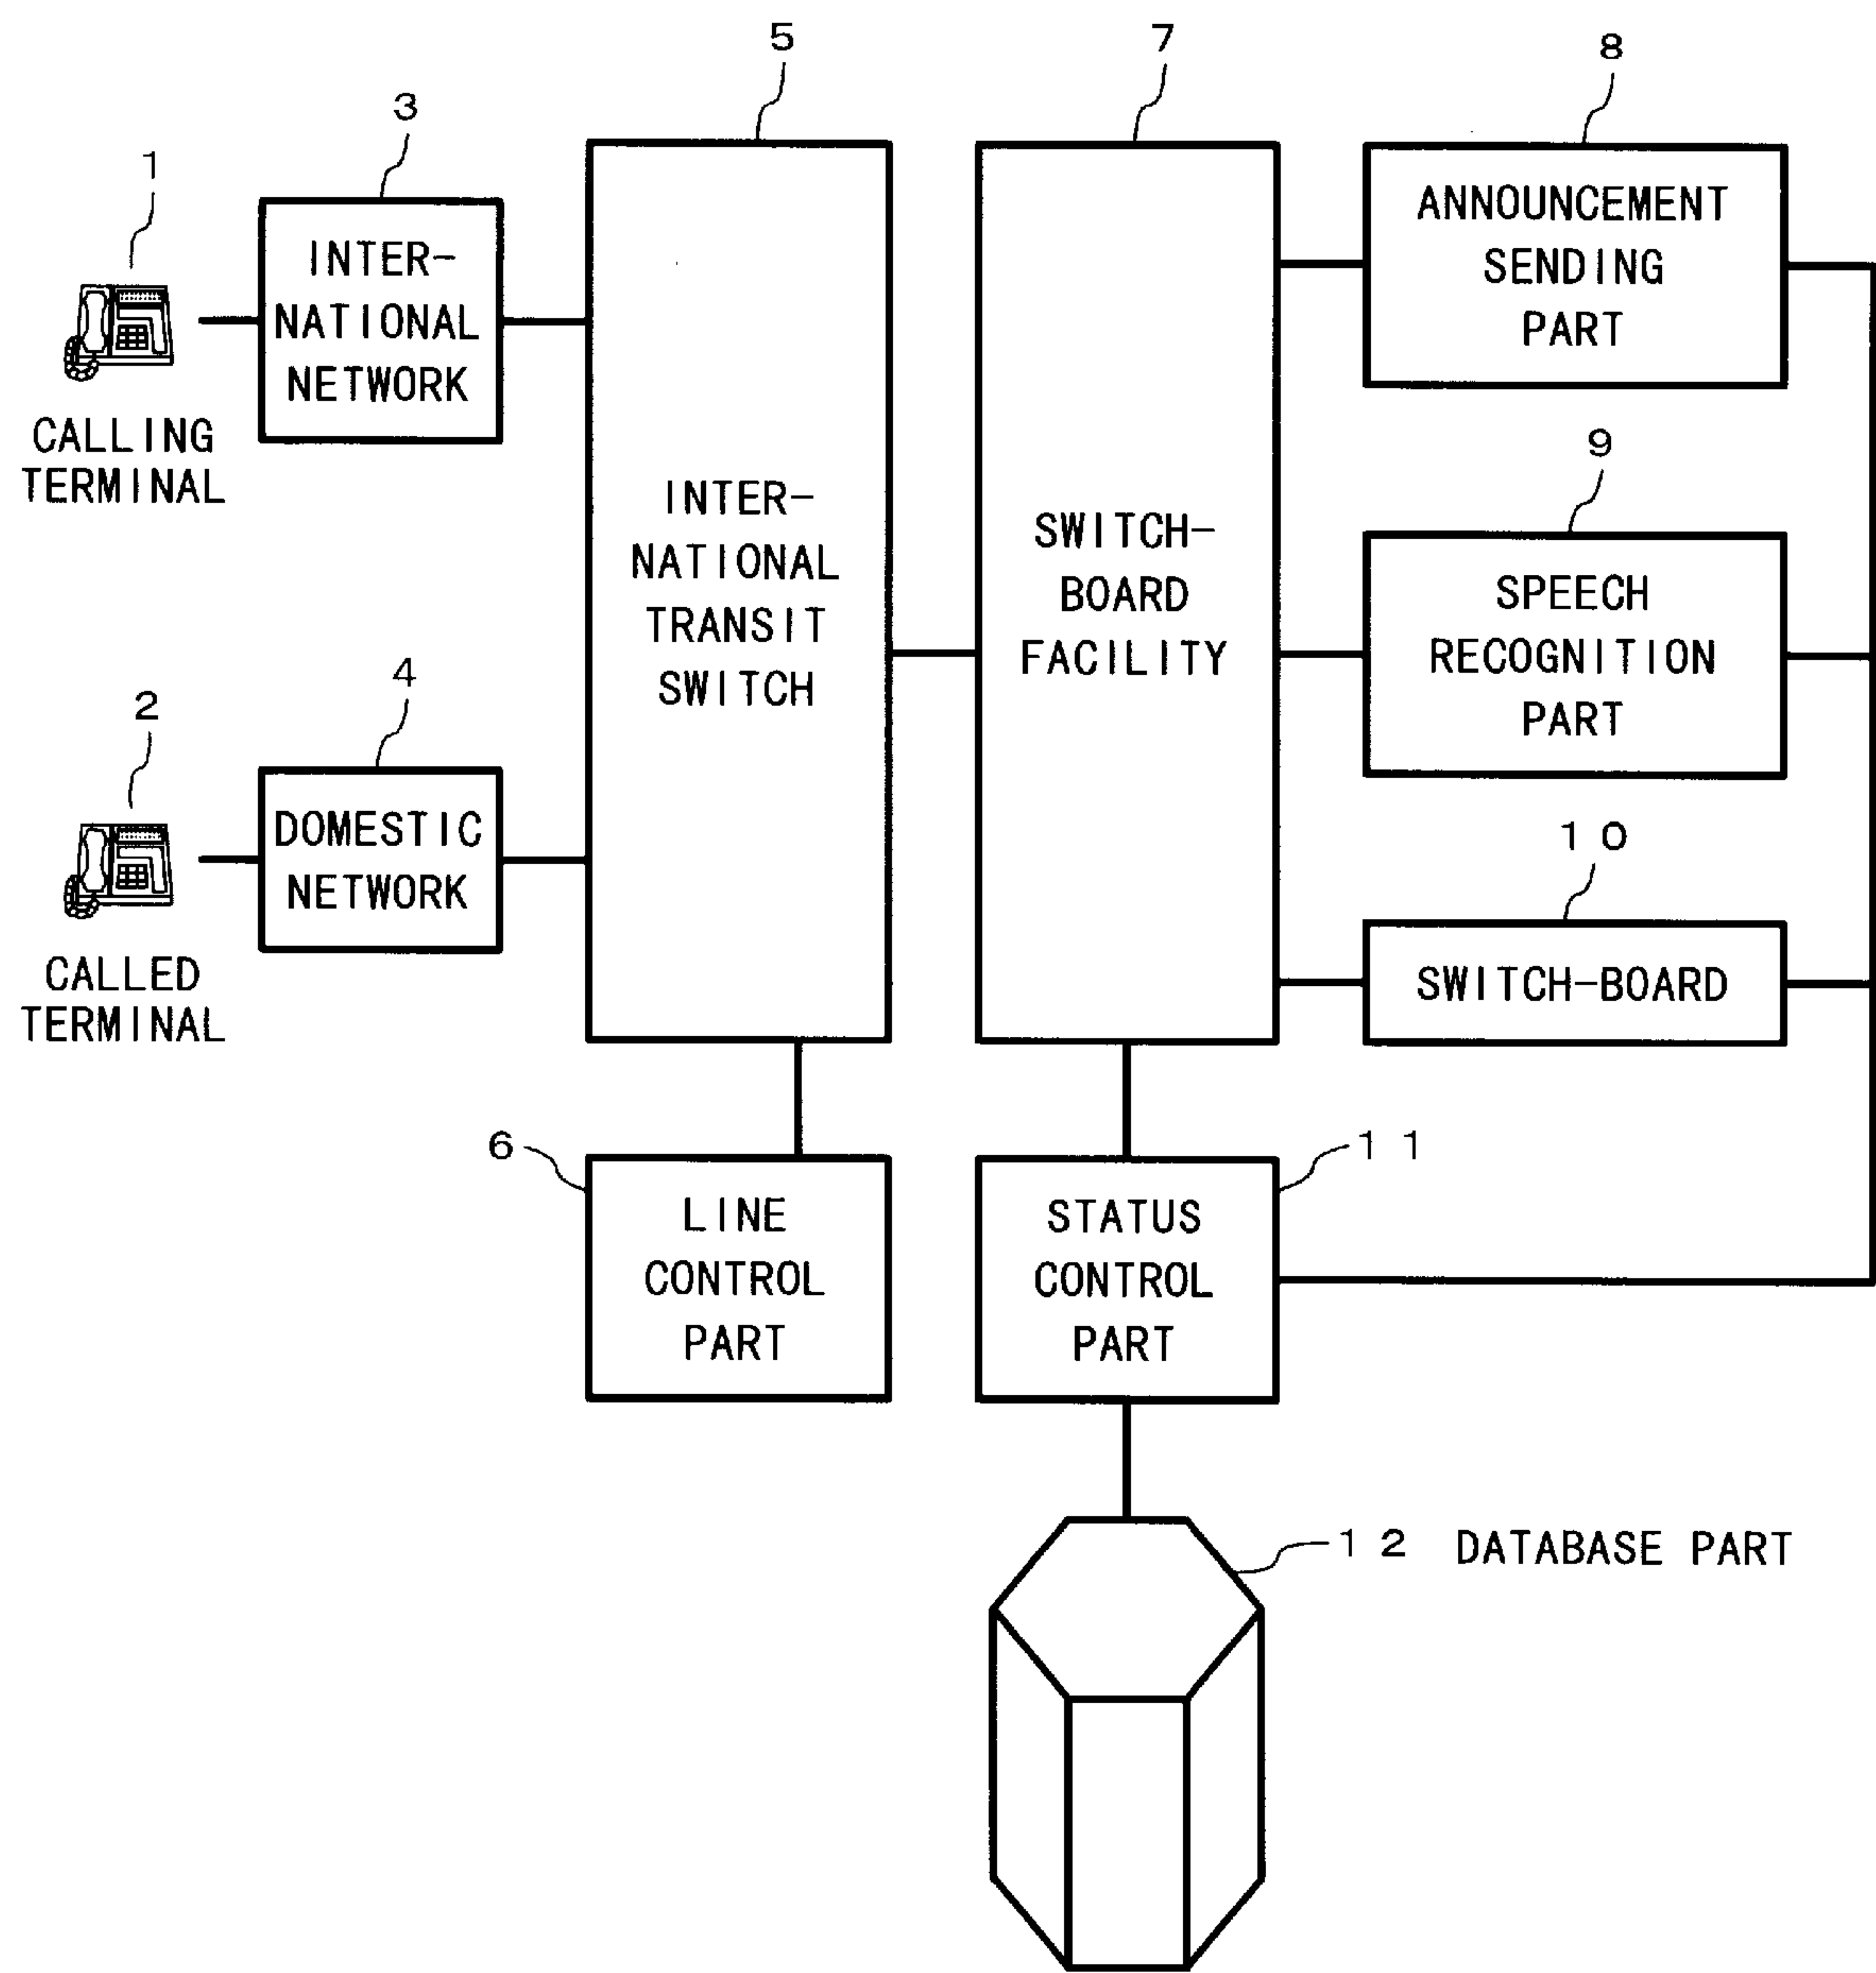 5
7
8
3
1
ANNOUNCEMENT
SENDING
PART
INTER-
NATIONAL
NETWORK
CALLING
TERMINAL
9
INTER-
NATIONAL
TRANSIT
SWITCH
SWITCH-
BOARD
FACILITY
SPEECH
RECOGNITION
PART
4
2
DOMESTIC
NETWORK
10
CALLED
TERMINAL
SWITCH-BOARD
6
11
LINE
CONTROL
PART
STATUS
CONTROL
PART
12 DATABASE PART